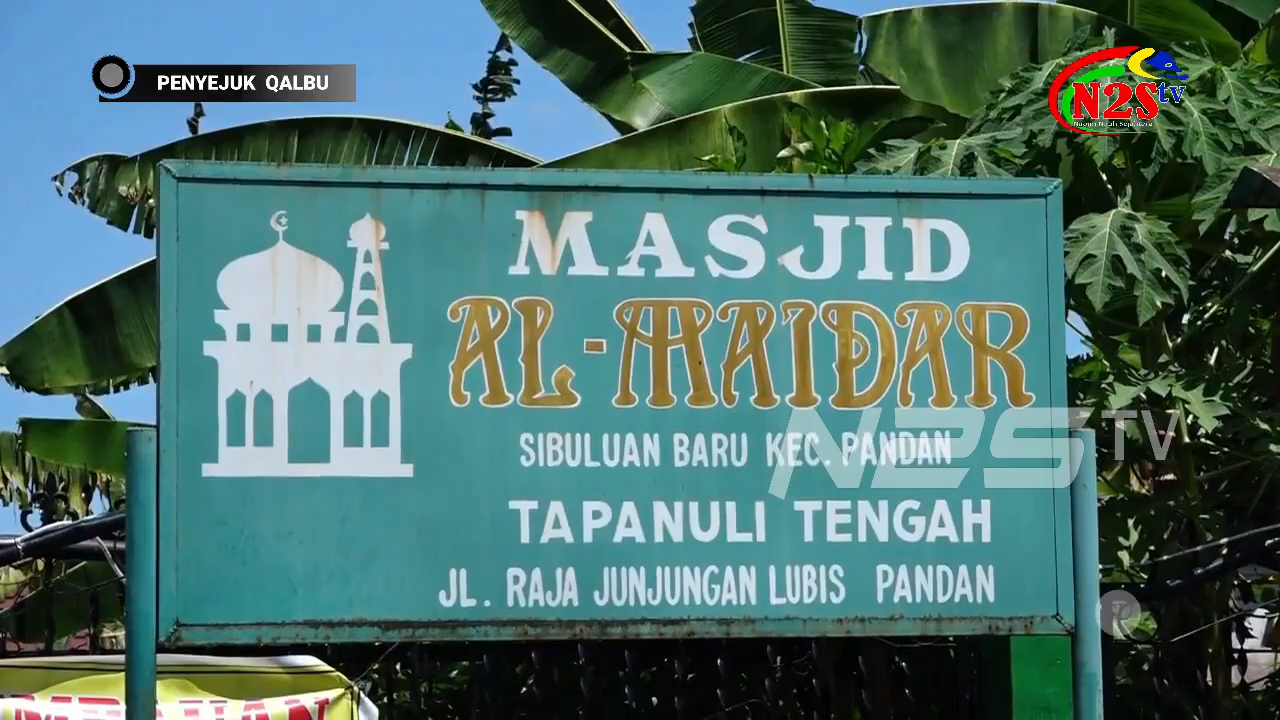 PENYEJUK QALBU
N2S tv
MASJID
AL-MAIDAR
SIBULUAN BARU KEC. PANDAN
N2S TV
TAPANULI TENGAH
JL. RAJA JUNJUNGAN LUBIS PANDAN